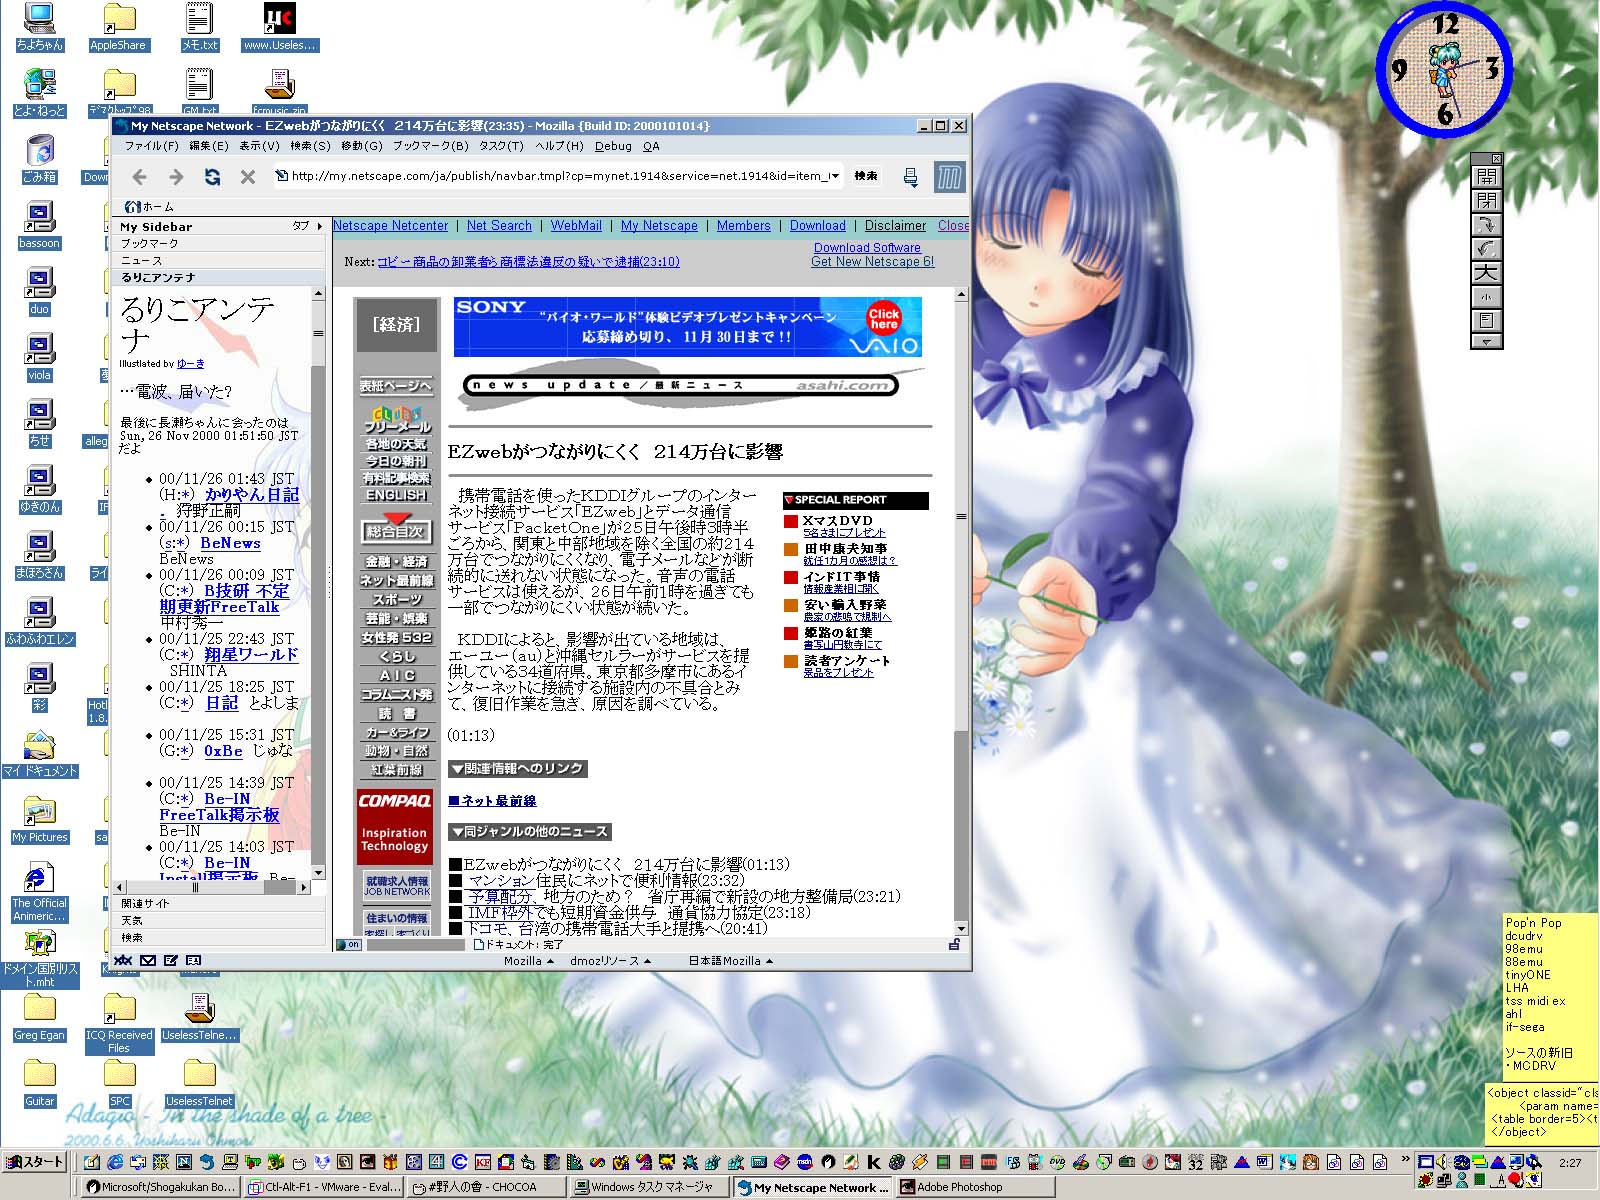 ちよちゃん
AppleShare
メモ.txt
www.Useles...
とよ・ねっと
ﾃﾞｽｸﾄｯﾌﾟ98
GM.txt
fcmusic.zip
ごみ箱
bassoon
duo
viola
ちせ
ゆきのん
まほろさん
ふわふわエレン
彩
マイ ドキュメント
My Pictures
The Official
Animeric...
ドメイン国別リス
ト.mht
Greg Egan
ICQ Received
Files
UselessTelne...
Guitar
SPC
UselessTelnet
My Netscape Network - EZwebがつながりにくく 214万台に影響(23:35) - Mozilla {Build ID: 2000101014}
ファイル(F) 編集(E) 表示(V) 検索(S) 移動(G) ブックマーク(B) タスク(T) ヘルプ(H) Debug QA
http://my.netscape.com/ja/publish/navbar.tmpl?cp=mynet.1914&service=net.1914&id=item_
検索
ホーム
My Sidebar
タブ
ブックマーク
ニュース
るりこアンテナ
るりこアンテ
ナ
Illustlated by ゆーき
…電波、届いた?
最後に長瀬ちゃんに会ったのは
Sun, 26 Nov 2000 01:51:50 JST
だよ
00/11/26 01:43 JST
(H:*) かりやん日記
. 狩野正嗣
00/11/26 00:15 JST
(s:*) BeNews
BeNews
00/11/26 00:09 JST
(C:*) B技研 不定
期更新FreeTalk
中村秀一
00/11/25 22:43 JST
(C:*) 翔星ワールド
SHINTA
00/11/25 18:25 JST
(C:*) 日記 とよしま
00/11/25 15:31 JST
(G:*) 0xBe じゅな
00/11/25 14:39 JST
(C:*) Be-IN
FreeTalk掲示板
Be-IN
00/11/25 14:03 JST
(C:*) Be-IN
Install掲示板 Be-
関連サイト
天気
検索
Netscape Netcenter | Net Search | WebMail | My Netscape | Members | Download | Disclaimer Close
Download Software
Get New Netscape 6!
Next: コピー商品の卸業者ら商標法違反の疑いで逮捕(23:10)
[経済]
SONY
“バイオ・ワールド”体験ビデオプレゼントキャンペーン
応募締め切り、11月30日まで!!
Click
here
VAIO
news update / 最新ニュース
asahi.com
表紙ページへ
CLUBS
フリーメール
各地の天気
今日の朝刊
有料記事検索
ENGLISH
総合目次
金融・経済
ネット最前線
スポーツ
芸能・娯楽
女性発532
くらし
AIC
コラムニスト発
読 書
カー&ライフ
動物・自然
紅葉前線
COMPAQ
Inspiration
Technology
就職求人情報
JOB NETWORK
住まいの情報
EZwebがつながりにくく 214万台に影響
携帯電話を使ったKDDIグループのインター
ネット接続サービス「EZweb」とデータ通信
サービス「PacketOne」が25日午後3時半
ごろから、関東と中部地域を除く全国の約214
万台でつながりにくくなり、電子メールなどが断
続的に送れない状態になった。音声の電話
サービスは使えるが、26日午前1時を過ぎても
一部でつながりにくい状態が続いた。
KDDIによると、影響が出ている地域は、
エーユー(au)と沖縄セルラーがサービスを提
供している34道府県。東京都多摩市にあるイ
ンターネットに接続する施設内の不具合とみ
て、復旧作業を急ぎ、原因を調べている。
(01:13)
▼SPECIAL REPORT
XマスDVD
5名さまにプレゼント
田中康夫知事
就任1カ月の感想は?
インドIT事情
情報産業相に聞く
安い輸入野菜
農家の悲鳴で規制へ
姫路の紅葉
書写山円教寺にて
読者アンケート
景品をプレゼント
▼関連情報へのリンク
■ネット最前線
▼同ジャンルの他のニュース
■EZwebがつながりにくく 214万台に影響(01:13)
■マンション住民にネットで便利情報(23:32)
■予算配分、地方のため? 省庁再編で新設の地方整備局(23:21)
■IMF枠外でも短期資金供与 通貨協力協定(23:18)
■ドコモ、台湾の携帯電話大手と提携へ(20:41)
on
ドキュメント: 完了
Mozilla
dmozリソース
日本語Mozilla
12
3
6
9
開
閉
大
小
Pop'n Pop
dcudrv
98emu
88emu
tinyONE
LHA
tss midi ex
ahl
if-sega
ソースの新旧
・MCDRV
<object classid="cls
<param name=
<table border=5><t
</object>
Adagio - In the shade of a tree -
2000.6.6. Yoshiharu Ohmori
スタート
2:27
Microsoft/Shogakukan Bo...
Ctl-Alt-F1 - VMware - Eval...
#野人の會 - CHOCOA
Windows タスク マネージャ
My Netscape Network ...
Adobe Photoshop